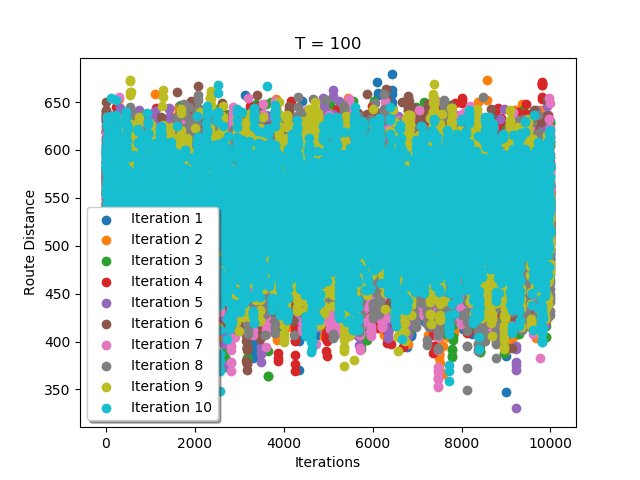 T = 100
Route Distance
650
600
550
500
450
400
350
Iteration 1
Iteration 2
Iteration 3
Iteration 4
Iteration 5
Iteration 6
Iteration 7
Iteration 8
Iteration 9
Iteration 10
0 2000 4000 6000 8000 10000
Iterations